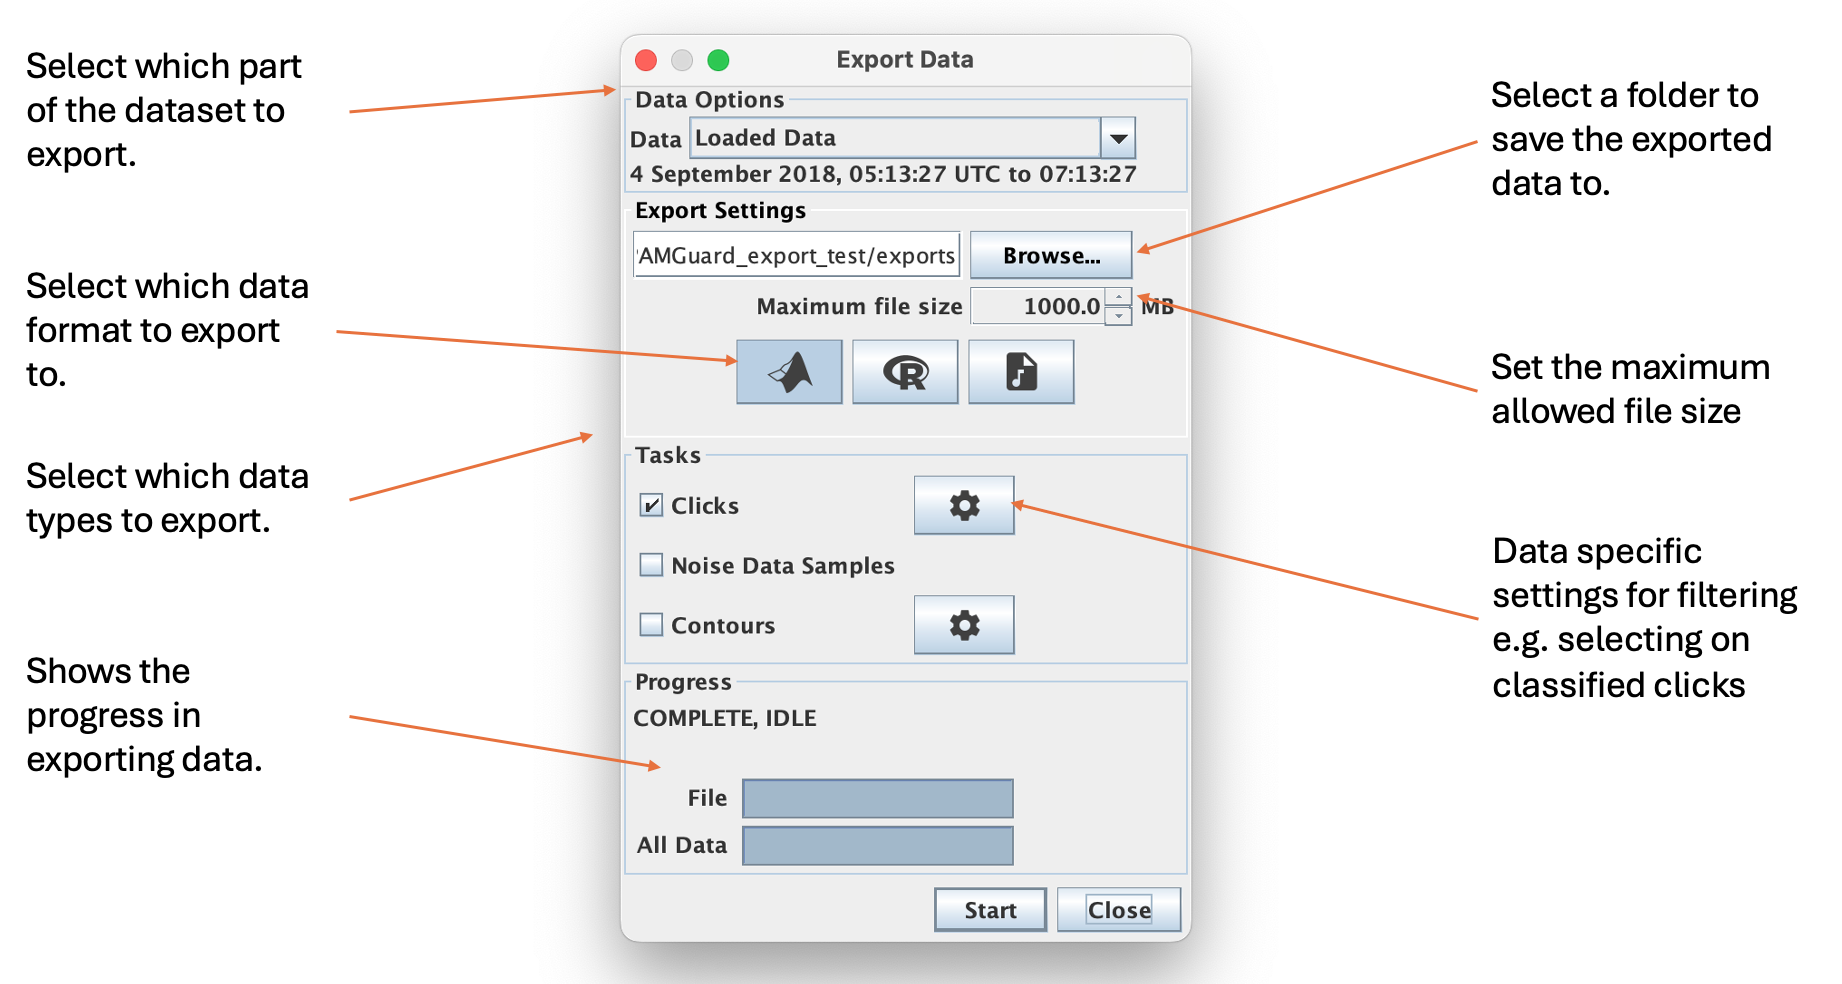 Select which part
of the dataset to
export.
Select which data
format to export
to.
Select which data
types to export.
Shows the
progress in
exporting data.
Export Data
Data Options
Data Loaded Data
4 September 2018, 05:13:27 UTC to 07:13:27
Export Settings
AMGuard_export_test/exports Browse...
Maximum file size 1000.0 MB
R
Tasks
Clicks
Noise Data Samples
Contours
Progress
COMPLETE, IDLE
File
All Data
Start Close
Select a folder to
save the exported
data to.
Set the maximum
allowed file size
Data specific
settings for filtering
e.g. selecting on
classified clicks